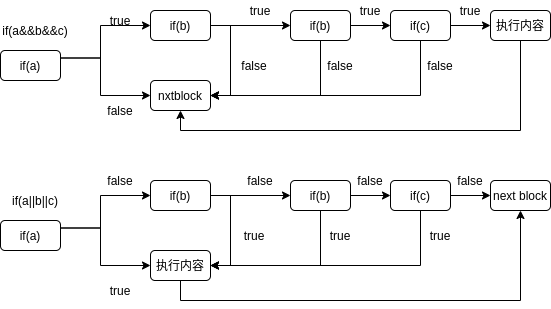 if(a&&b&&c)
if(a)
true
if(b)
true
if(b)
true
if(c)
true
执行内容
false
false
false
false
nxtblock
if(a||b||c)
if(a)
false
if(b)
false
if(b)
false
if(c)
false
next block
true
true
true
true
执行内容